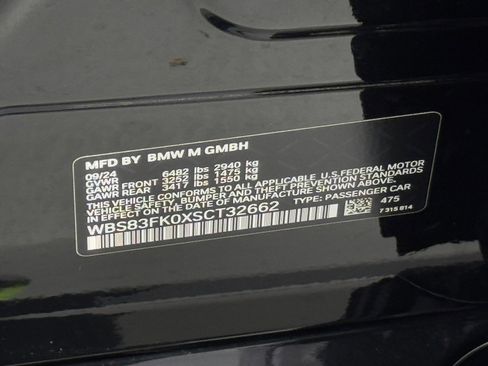 MFD BY BMW M GMBH
09/24
GVWR 6482 lbs 2940 kg
GAWR FRONT 3252 lbs 1475 kg
GAWR REAR 3417 lbs 1550 kg
THIS VEHICLE CONFORMS TO ALL APPLICABLE U.S.FEDERAL MOTOR
VEHICLE SAFETY, BUMPER AND THEFT PREVENTION STANDARDS
IN EFFECT ON THE DATE OF MANUFACTURE SHOWN ABOVE.
WBS83FK0XSCT32662 TYPE: PASSENGER CAR 475
7 315 814